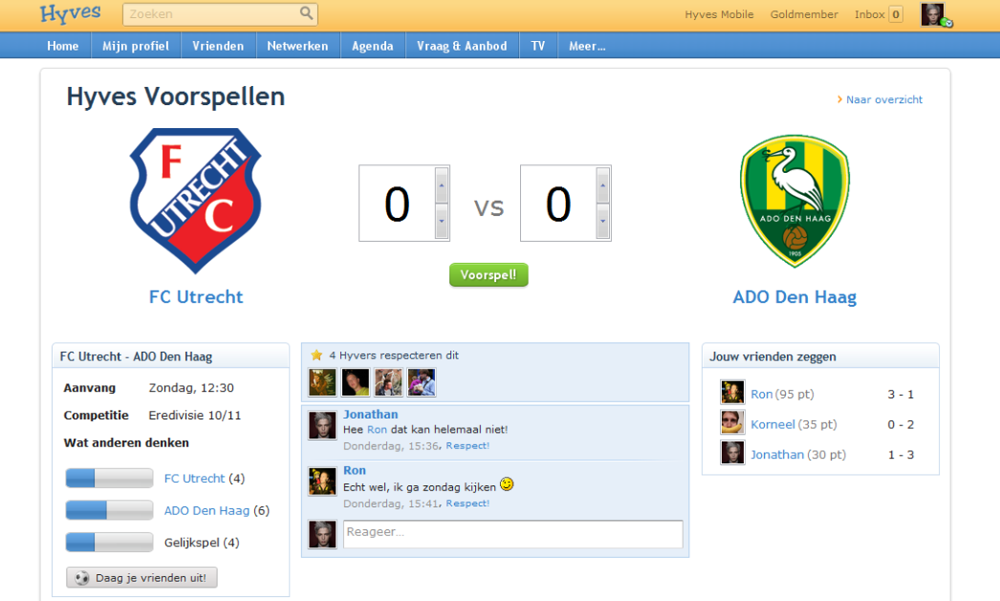 Hyves
Zoeken
Hyves Mobile Goldmember Inbox 0
Home Mijn profiel Vrienden Netwerken Agenda Vraag & Aanbod TV Meer...
Hyves Voorspellen
Naar overzicht
F
UTRECHT
C
0 vs 0
ADO DEN HAAG
1905
Voorspel!
FC Utrecht
ADO Den Haag
FC Utrecht - ADO Den Haag
Aanvang Zondag, 12:30
Competitie Eredivisie 10/11
Wat anderen denken
FC Utrecht (4)
ADO Den Haag (6)
Gelijkspel (4)
Daag je vrienden uit!
4 Hyvers respecteren dit
Jonathan
Hee Ron dat kan helemaal niet!
Donderdag, 15:36, Respect!
Ron
Echt wel, ik ga zondag kijken
Donderdag, 15:41, Respect!
Reageer...
Jouw vrienden zeggen
Ron (95 pt) 3 - 1
Korneel (35 pt) 0 - 2
Jonathan (30 pt) 1 - 3